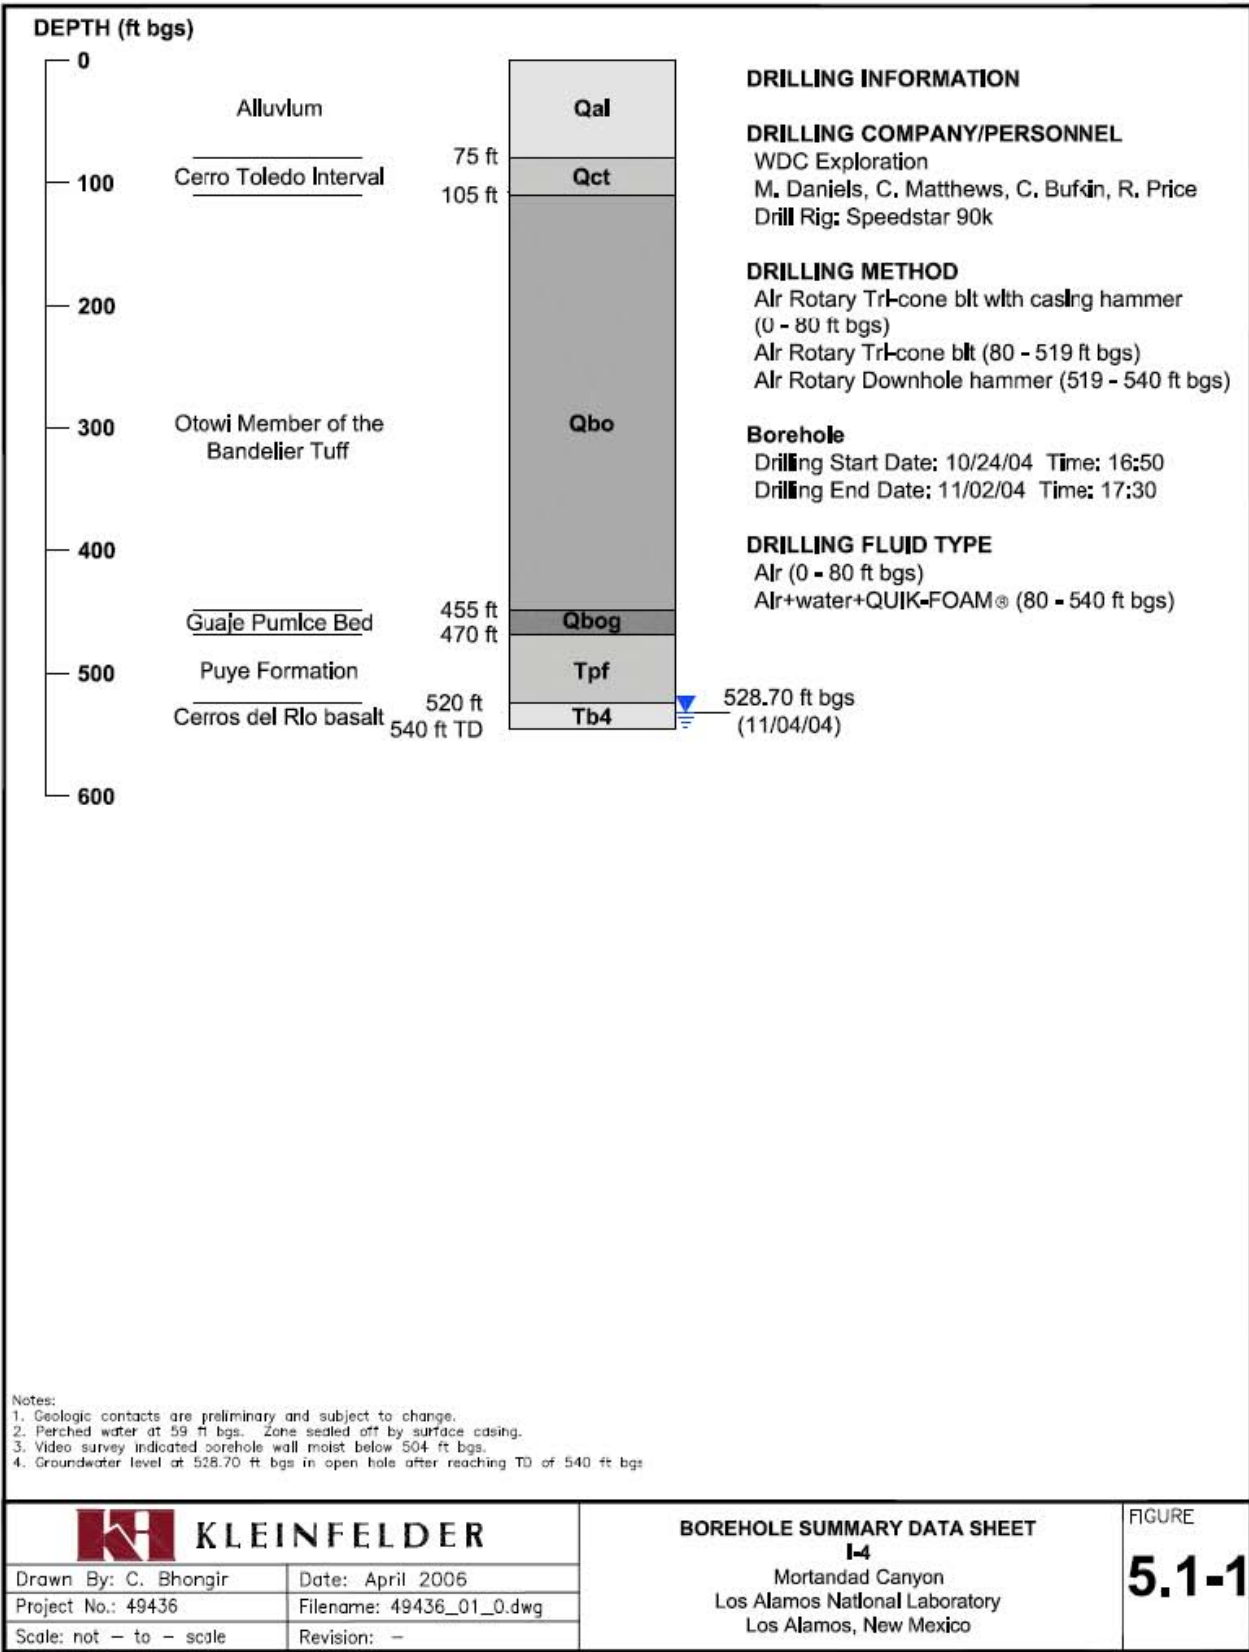 DEPTH (ft bgs)
0
100
200
300
400
500
600
Alluvium
Cerro Toledo Interval
Otowi Member of the
Bandelier Tuff
Guaje Pumice Bed
Puye Formation
Cerros del Rio basalt
75 ft
105 ft
455 ft
470 ft
520 ft
540 ft TD
Qal
Qct
Qbo
Qbog
Tpf
Tb4
528.70 ft bgs
(11/04/04)
DRILLING INFORMATION
DRILLING COMPANY/PERSONNEL
WDC Exploration
M. Daniels, C. Matthews, C. Bufkin, R. Price
Drill Rig: Speedstar 90k
DRILLING METHOD
Air Rotary Tri-cone bit with casing hammer
(0 - 80 ft bgs)
Air Rotary Tri-cone bit (80 - 519 ft bgs)
Air Rotary Downhole hammer (519 - 540 ft bgs)
Borehole
Drilling Start Date: 10/24/04 Time: 16:50
Drilling End Date: 11/02/04 Time: 17:30
DRILLING FLUID TYPE
Air (0 - 80 ft bgs)
Air+water+QUIK-FOAM® (80 - 540 ft bgs)
Notes:
1. Geologic contacts are preliminary and subject to change.
2. Perched water at 59 ft bgs. Zone sealed off by surface casing.
3. Video survey indicated borehole wall moist below 504 ft bgs.
4. Groundwater level at 528.70 ft bgs in open hole after reaching TD of 540 ft bgs
KLEINFELDER
Drawn By: C. Bhongir
Date: April 2006
Project No.: 49436
Filename: 49436_01_0.dwg
Scale: not - to - scale
Revision: -
BOREHOLE SUMMARY DATA SHEET
I-4
Mortandad Canyon
Los Alamos National Laboratory
Los Alamos, New Mexico
FIGURE
5.1-1